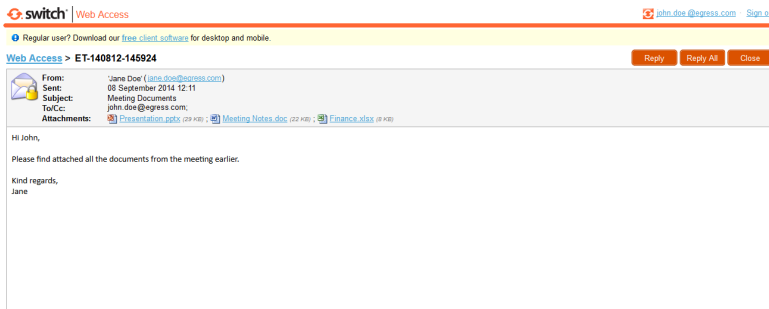 switch Web Access john.doe @egress.com Sign o
Regular user? Download our free client software for desktop and mobile.
Web Access > ET-140812-145924 Reply Reply All Close
From: 'Jane Doe' (jane.doe@egress.com)
Sent: 08 September 2014 12:11
Subject: Meeting Documents
To/Cc: john.doe@egress.com;
Attachments: Presentation.pptx (29 KB) ; Meeting Notes.doc (22 KB) ; Finance.xlsx (8 KB)
Hi John,
Please find attached all the documents from the meeting earlier.
Kind regards,
Jane